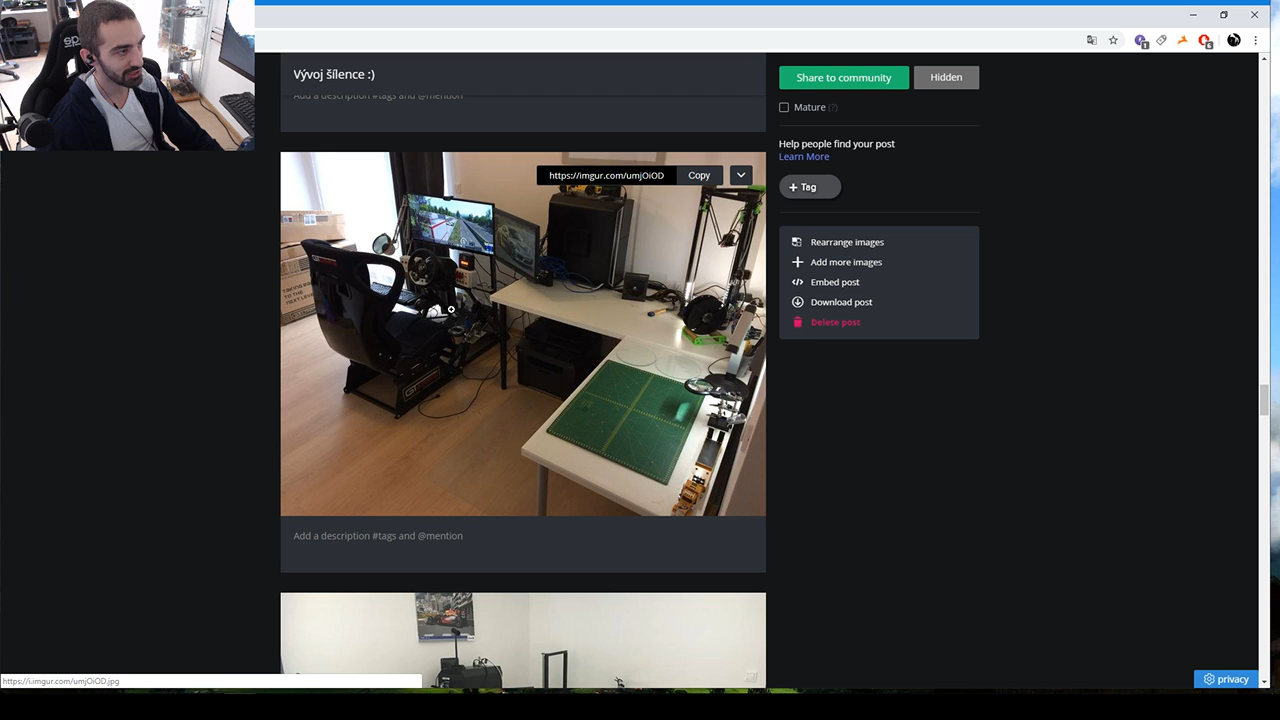 Vývoj šílence :)
Add a description #tags and @mention
https://imgur.com/umjOiOD
Copy
Add a description #tags and @mention
Share to community
Hidden
Mature (?)
Help people find your post
Learn More
+ Tag
Rearrange images
Add more images
Embed post
Download post
Delete post
https://i.imgur.com/umjOiOD.jpg
privacy